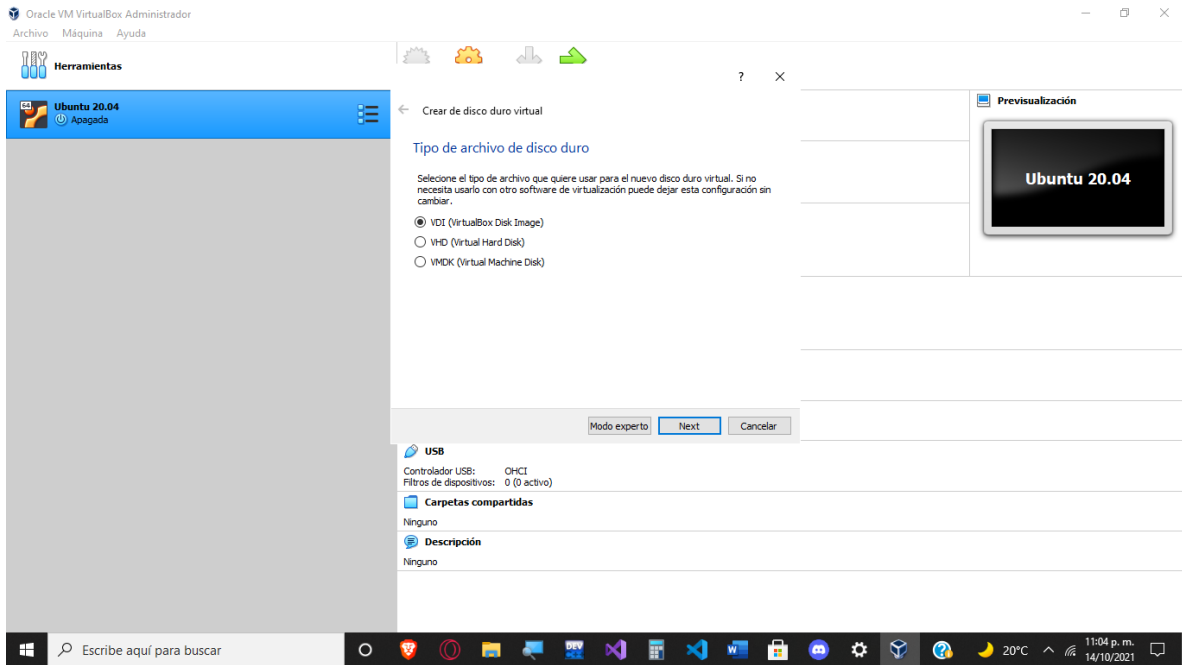 Oracle VM VirtualBox Administrador
Archivo Máquina Ayuda
Herramientas
64
Ubuntu 20.04
Apagada
?
Crear de disco duro virtual
Tipo de archivo de disco duro
Selecione el tipo de archivo que quiere usar para el nuevo disco duro virtual. Si no
necesita usarlo con otro software de virtualización puede dejar esta configuración sin
cambiar.
VDI (VirtualBox Disk Image)
VHD (Virtual Hard Disk)
VMDK (Virtual Machine Disk)
Modo experto Next Cancelar
Previsualización
Ubuntu 20.04
USB
Controlador USB: OHCI
Filtros de dispositivos: 0 (0 activo)
Carpetas compartidas
Ninguno
Descripción
Ninguno
Escribe aquí para buscar
DEV
20°C
11:04 p. m.
14/10/2021